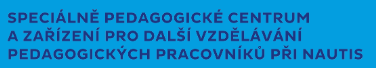 SPECIÁLNĚ PEDAGOGICKÉ CENTRUM
A ZAŘÍZENÍ PRO DALŠÍ VZDĚLÁVÁNÍ
PEDAGOGICKÝCH PRACOVNÍKŮ PŘI NAUTIS